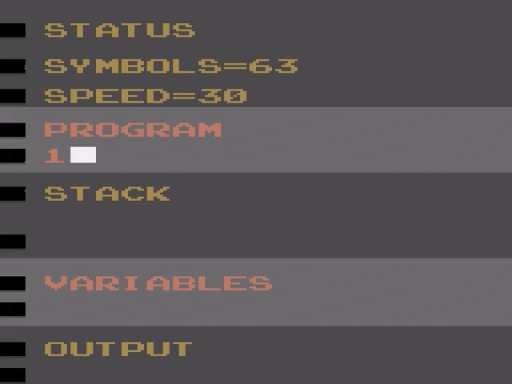 STATUS
SYMBOLS=63
SPEED=30
PROGRAM
1
STACK
VARIABLES
OUTPUT